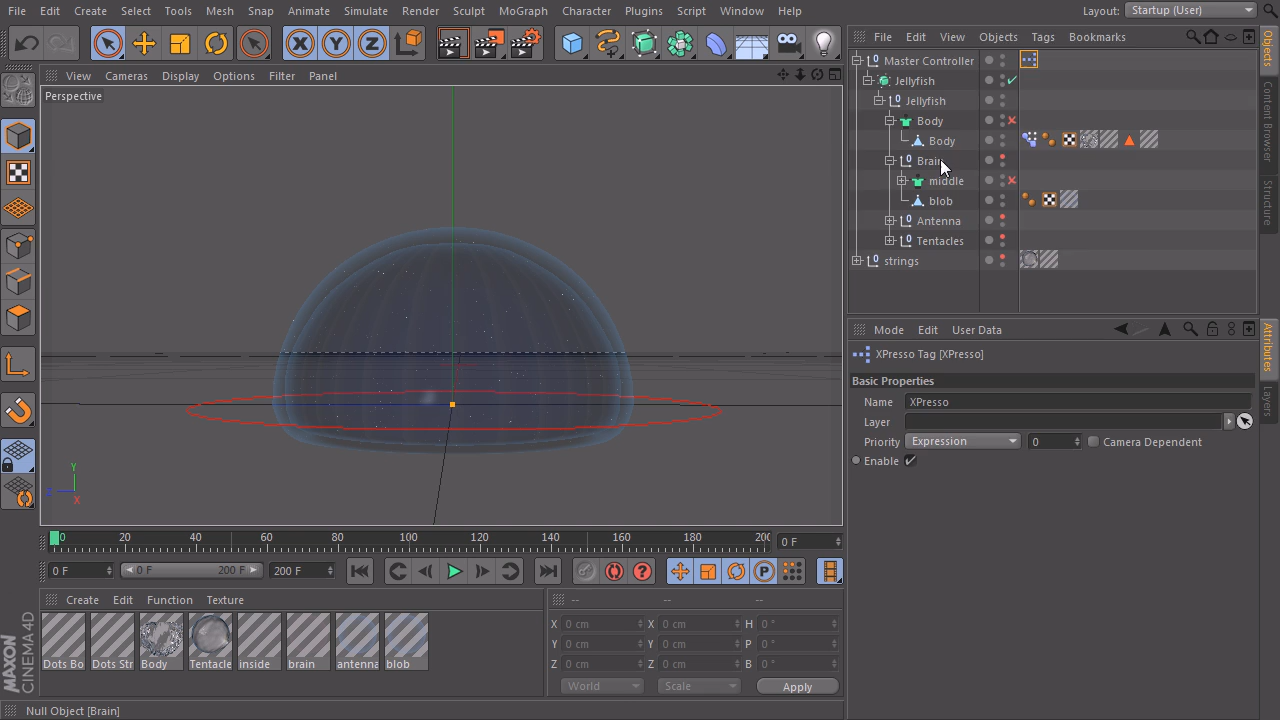 File Edit Create Select Tools Mesh Snap Animate Simulate Render Sculpt MoGraph Character Plugins Script Window Help
Layout: Startup (User)
X Y Z
File Edit View Objects Tags Bookmarks
View Cameras Display Options Filter Panel
Perspective
Master Controller
Jellyfish
Jellyfish
Body
Body
Brain
middle
blob
Antenna
Tentacles
strings
Objects
Content Browser
Structure
Mode Edit User Data
XPresso Tag [XPresso]
Basic Properties
Name XPresso
Layer
Priority Expression 0 Camera Dependent
Enable
Attributes
Layers
Y
Z
X
0 20 40 60 80 100 120 140 160 180 200
0 F
0 F 0 F 200 F 200 F
P
Create Edit Function Texture
Dots Bo Dots Str Body Tentacle inside brain antenna blob
-- -- --
X 0 cm X 0 cm H 0 °
Y 0 cm Y 0 cm P 0 °
Z 0 cm Z 0 cm B 0 °
World Scale Apply
MAXON
CINEMA 4D
Null Object [Brain]